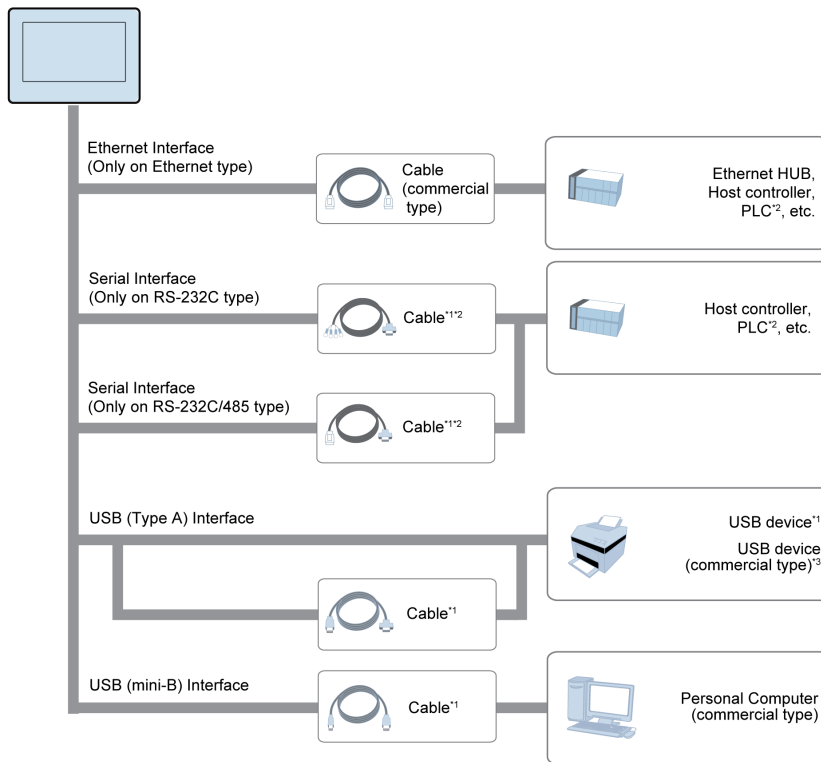 Ethernet Interface
(Only on Ethernet type)
Cable
(commercial
type)
Ethernet HUB,
Host controller,
PLC*2, etc.
Serial Interface
(Only on RS-232C type)
Cable*1*2
Host controller,
PLC*2, etc.
Serial Interface
(Only on RS-232C/485 type)
Cable*1*2
USB (Type A) Interface
USB device*1
USB device
(commercial type)*3
Cable*1
USB (mini-B) Interface
Cable*1
Personal Computer
(commercial type)